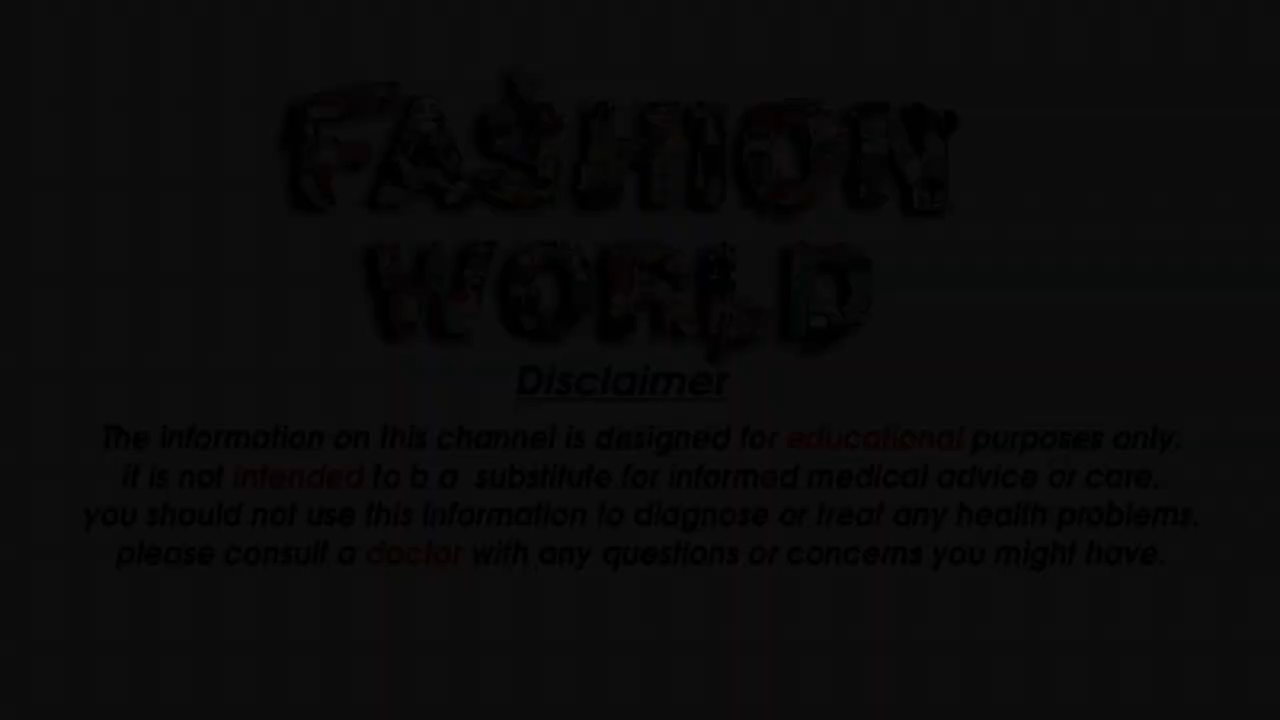 FASHION
WORLD
Disclaimer
The information on this channel is designed for educational purposes only.
it is not intended to b a substitute for informed medical advice or care.
you should not use this information to diagnose or treat any health problems.
please consult a doctor with any questions or concerns you might have.